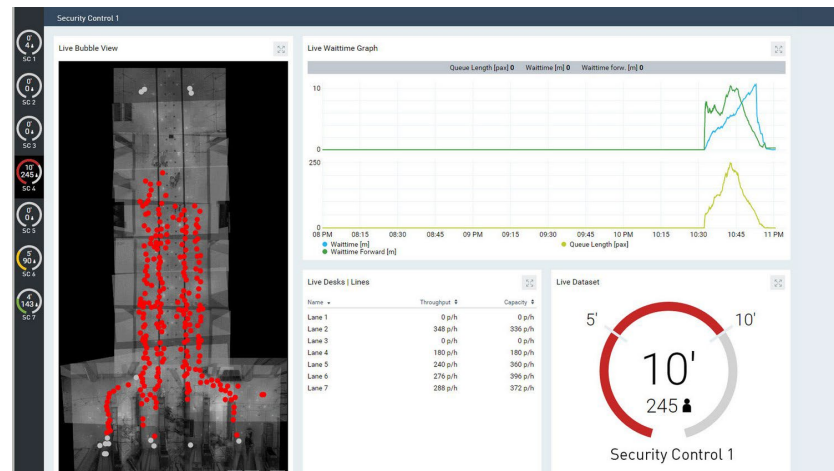 Security Control 1
0'
4
SC 1
0'
0
SC 2
0'
0
SC 3
10'
245
SC 4
0'
0
SC 5
5'
90
SC 6
4'
143
SC 7
Live Bubble View
Live Waittime Graph
Queue Length [pax] 0 Waittime [m] 0 Waittime forw. [m] 0
10
0
250
0
08 PM 08:15 08:30 08:45 09 PM 09:15 09:30 09:45 10 PM 10:15 10:30 10:45 11 PM
Waittime [m] Queue Length [pax]
Waittime Forward [m]
Live Desks | Lines
Name Throughput Capacity
Lane 1 0 p/h 0 p/h
Lane 2 348 p/h 336 p/h
Lane 3 0 p/h 0 p/h
Lane 4 180 p/h 180 p/h
Lane 5 240 p/h 360 p/h
Lane 6 276 p/h 396 p/h
Lane 7 288 p/h 372 p/h
Live Dataset
5' 10'
10'
245
Security Control 1